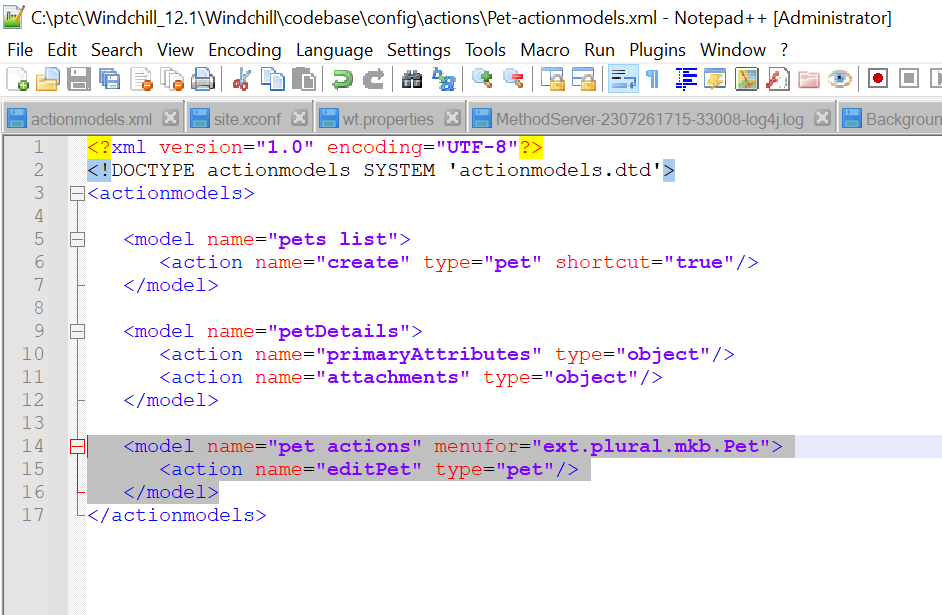 C:\ptc\Windchill_12.1\Windchill\codebase\config\actions\Pet-actionmodels.xml - Notepad++ [Administrator]
File Edit Search View Encoding Language Settings Tools Macro Run Plugins Window ?
actionmodels.xml site.xconf wt.properties MethodServer-2307261715-33008-log4j.log Backgroun
1 <?xml version="1.0" encoding="UTF-8"?>
2 <!DOCTYPE actionmodels SYSTEM 'actionmodels.dtd'>
3 <actionmodels>
4
5 <model name="pets list">
6 <action name="create" type="pet" shortcut="true"/>
7 </model>
8
9 <model name="petDetails">
10 <action name="primaryAttributes" type="object"/>
11 <action name="attachments" type="object"/>
12 </model>
13
14 <model name="pet actions" menufor="ext.plural.mkb.Pet">
15 <action name="editPet" type="pet"/>
16 </model>
17 </actionmodels>